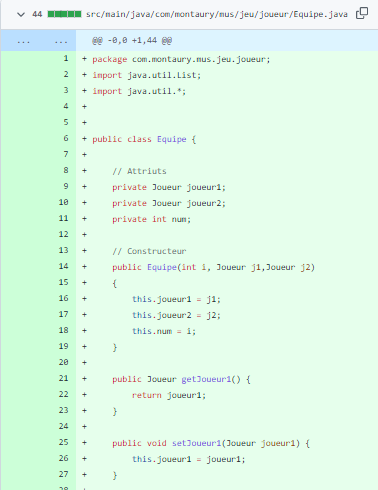 44 src/main/java/com/montaury/mus/jeu/joueur/Equipe.java
... ... @@ -0,0 +1,44 @@
1 + package com.montaury.mus.jeu.joueur;
2 + import java.util.List;
3 + import java.util.*;
4 +
5 +
6 + public class Equipe {
7 +
8 + // Attriuts
9 + private Joueur joueur1;
10 + private Joueur joueur2;
11 + private int num;
12 +
13 + // Constructeur
14 + public Equipe(int i, Joueur j1,Joueur j2)
15 + {
16 + this.joueur1 = j1;
17 + this.joueur2 = j2;
18 + this.num = i;
19 + }
20 +
21 + public Joueur getJoueur1() {
22 + return joueur1;
23 + }
24 +
25 + public void setJoueur1(Joueur joueur1) {
26 + this.joueur1 = joueur1;
27 + }
28 +